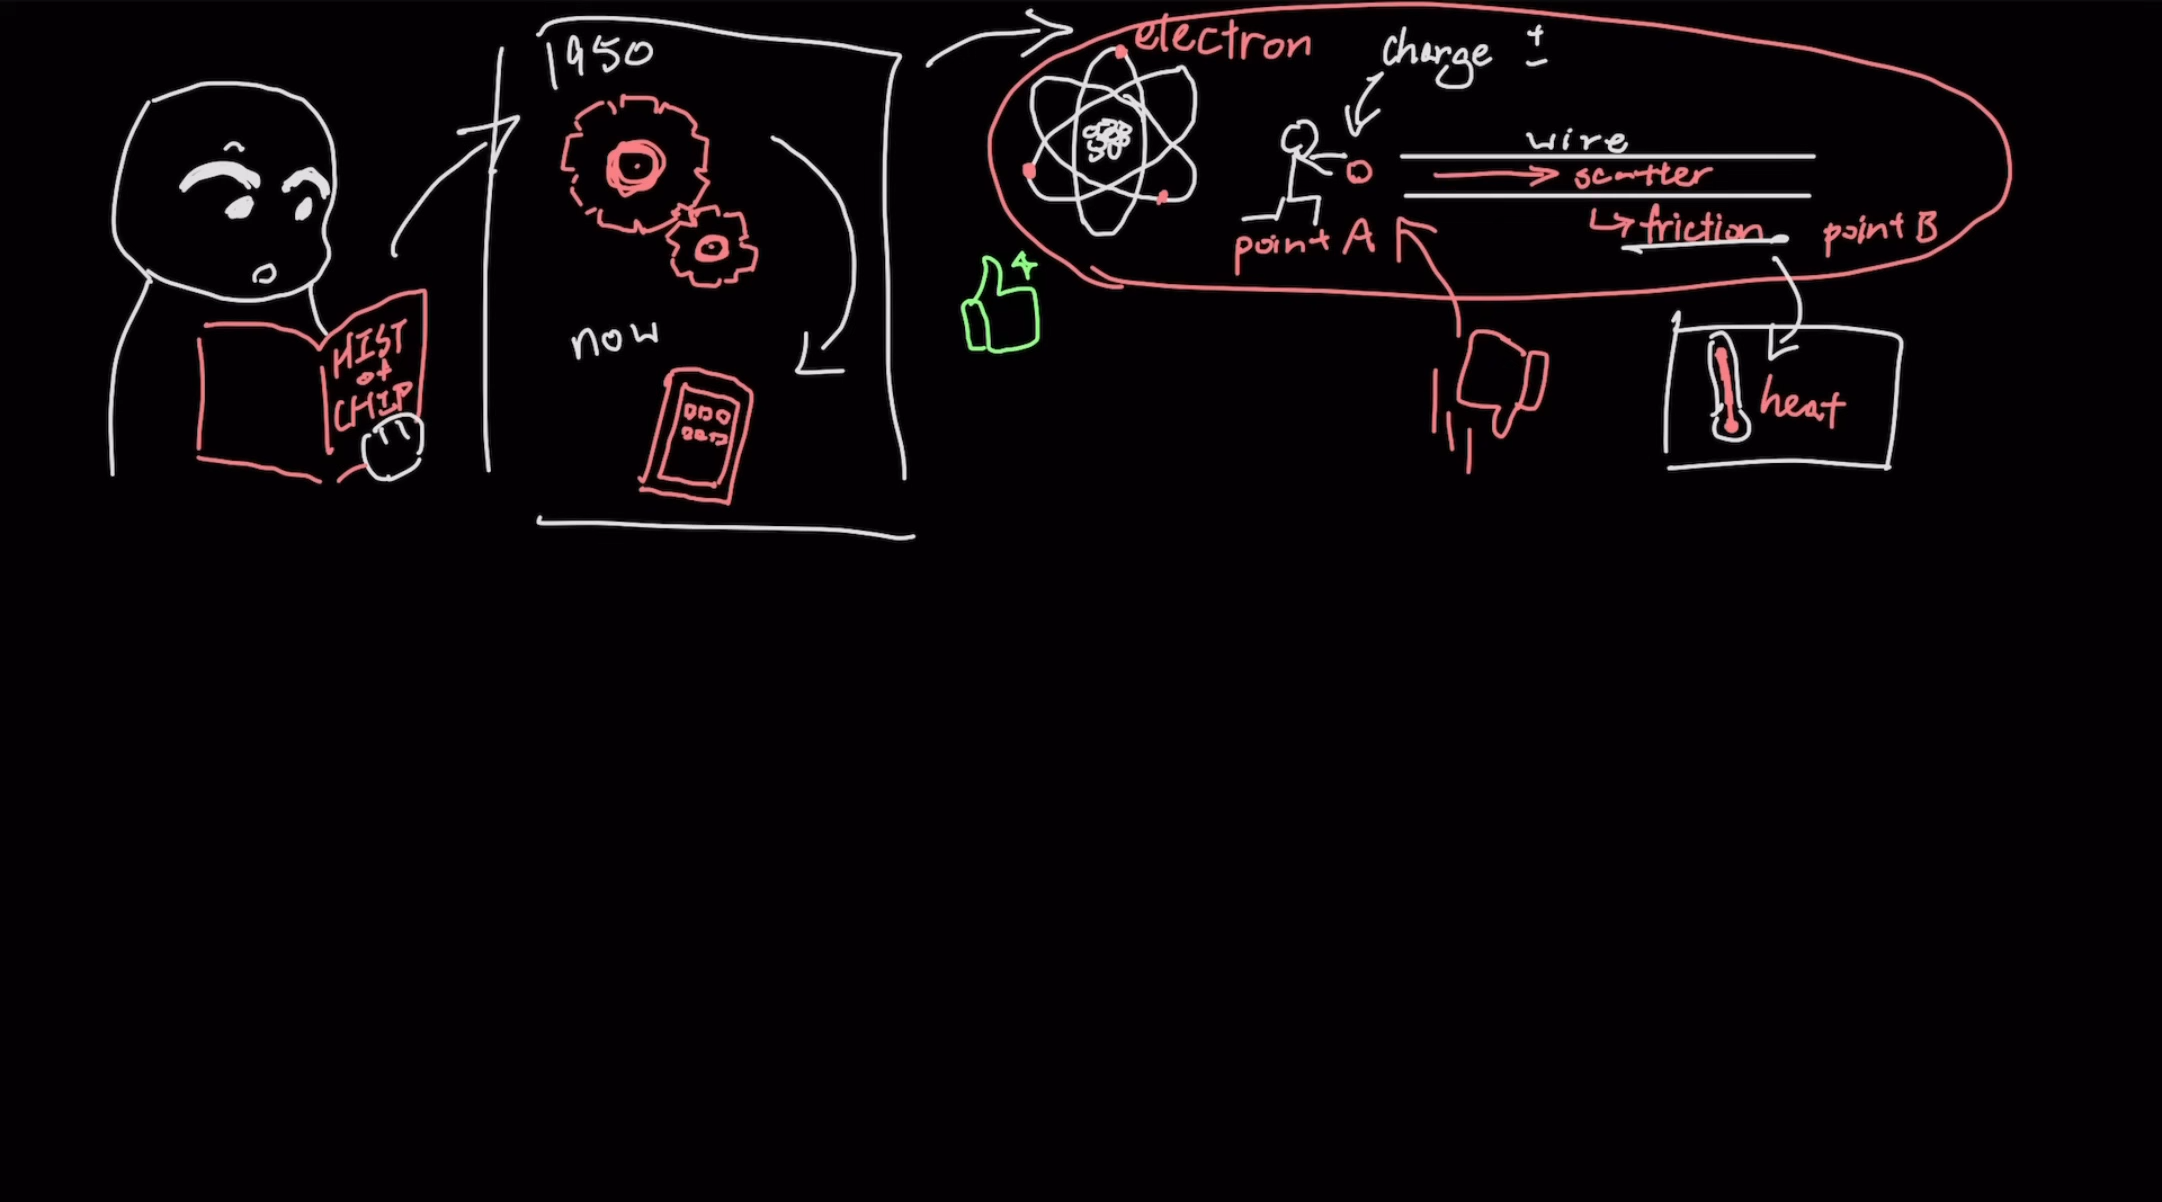 HIST
of
CHIP
1950
now
electron
charge ±
wire
scatter
friction
point A
point B
heat